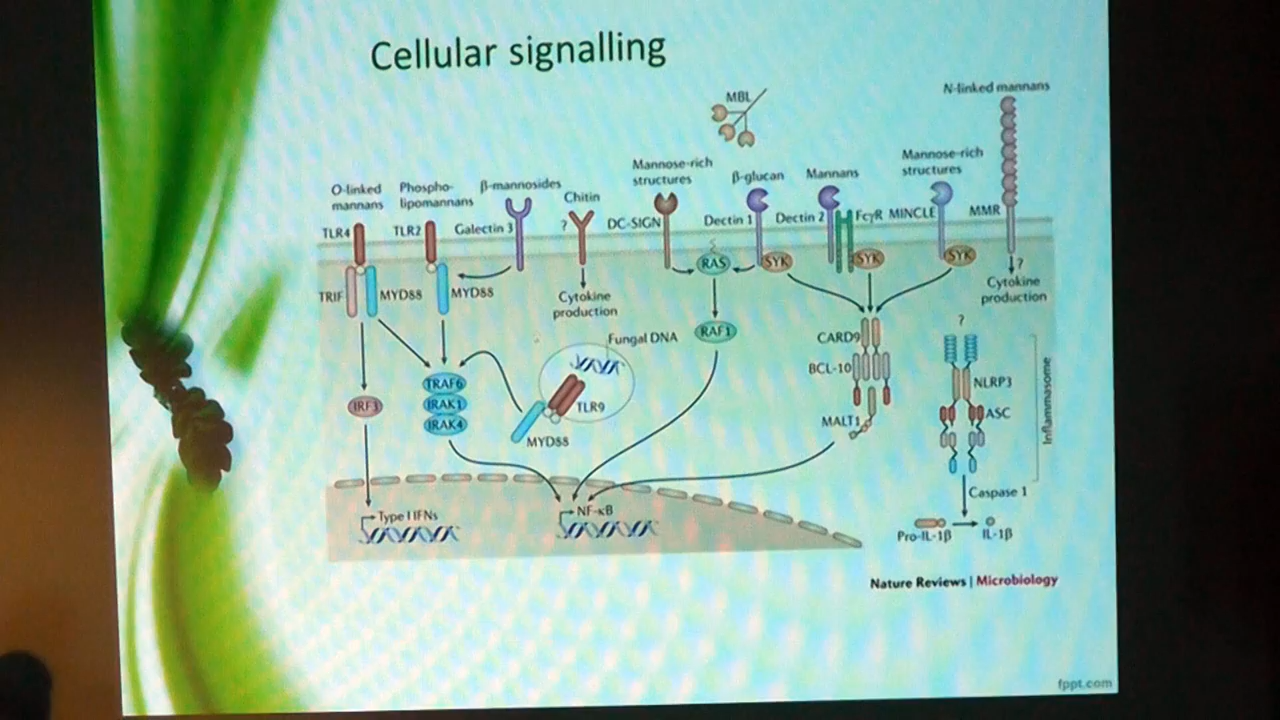 Cellular signalling
MBL
N-linked mannans
O-linked
mannans
Phospho-
lipomannans
β-mannosides
Chitin
Mannose-rich
structures
β-glucan
Mannans
Mannose-rich
structures
TLR4
TLR2
Galectin 3
?
DC-SIGN
Dectin 1
Dectin 2
FcγR
MINCLE
MMR
TRIF
MYD88
MYD88
Cytokine
production
RAS
SYK
SYK
SYK
?
Cytokine
production
Fungal DNA
RAF1
CARD9
?
BCL-10
NLRP3
IRF3
TRAF6
IRAK1
IRAK4
TLR9
MYD88
MALT1
ASC
Inflammasome
Caspase 1
Type I IFNs
NF-κB
Pro-IL-1β
IL-1β
Nature Reviews | Microbiology
fppt.com